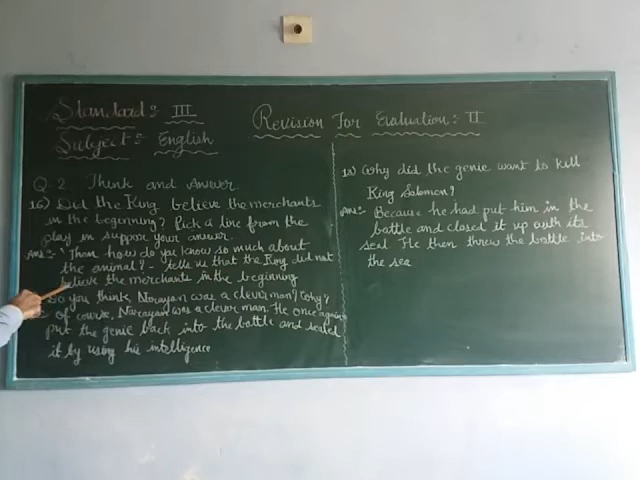 Standard:- III
Subject:- English
Revision For Evaluation:- II
Q-2. Think and answer
16) Did the King believe the merchants
in the beginning? Pick a line from the
play in suppor your answer.
Ans:- 'Then how do you know so much about
the animal? - tells us that the King did not
believe the merchants in the beginning
Do you think, Narayan was a clever man? Why?
of course, Narayan was a clever man. He once again
put the genie back into the bottle and sealed
it by using his intelligence
18) Why did the genie want to kill
King Solomon?
Ans:- Because he had put him in the
bottle and closed it up with its
seal He then threw the bottle into
the sea